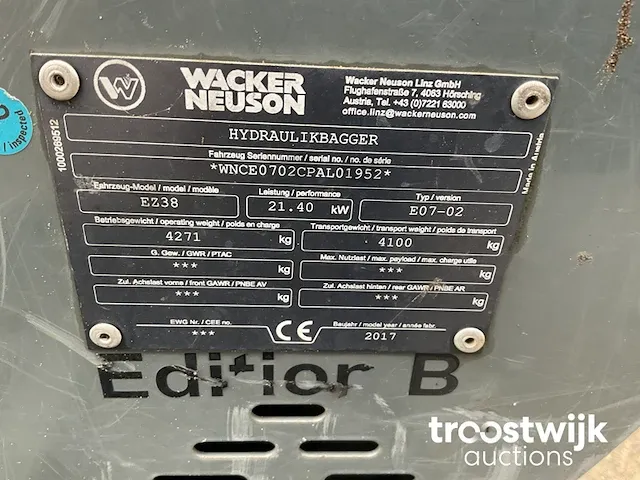 WACKER
NEUSON
Wacker Neuson Linz GmbH
Flughafenstraße 7, 4063 Hörsching
Austria, Tel. +43 (0)7221 63000
office.linz@wackerneuson.com
HYDRAULIKBAGGER
Fahrzeug Seriennummer / serial no. / no. de série
*WNCE0702CPAL01952*
Fahrzeug-Model / model / modèle
Leistung / performance
Typ / version
EZ38
21.40 kW
E07-02
Betriebsgewicht / operating weight / poids en charge
Transportgewicht / transport weight / poids de transport
4271 kg
4100 kg
G. Gew. / GWR / PTAC
Max. Nutzlast / max. payload / max. charge utile
*** kg
*** kg
Zul. Achslast vorne / front GAWR / PNBE AV
Zul. Achslast hinten / rear GAWR / PNBE AR
*** kg
*** kg
EWG Nr. / CEE no.
***
CE
Baujahr / model year / année fabr.
2017
1000269512
Made in Austria
inspected
Editior B
troostwijk
auctions